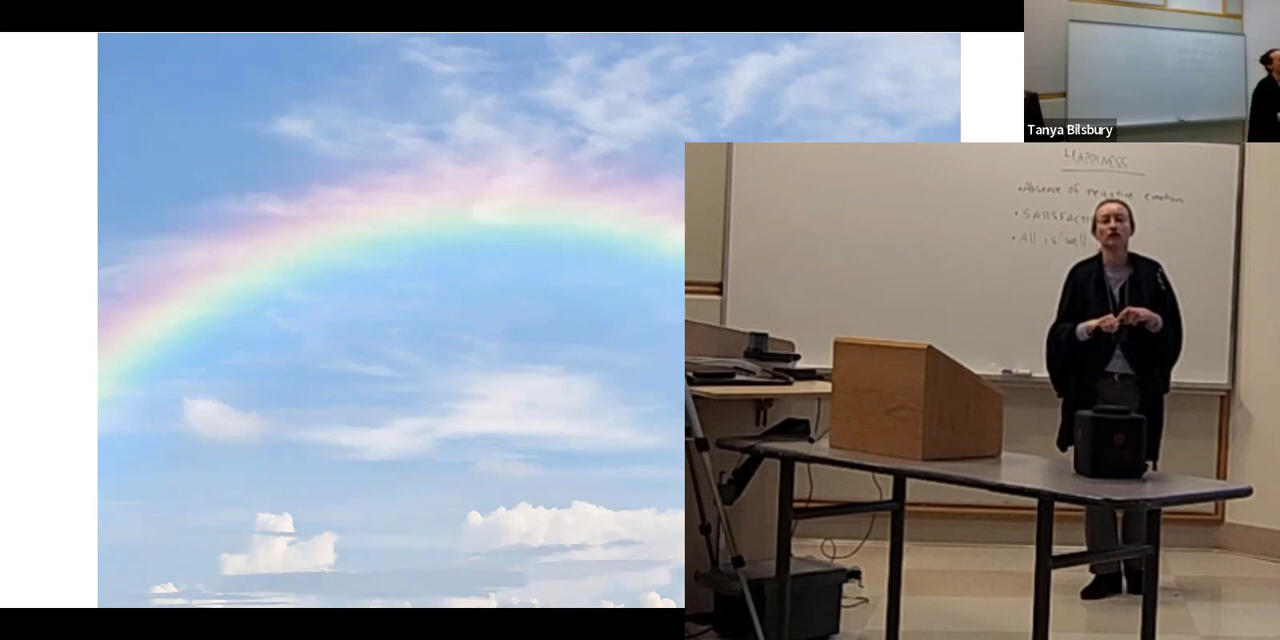 Tanya Bilsbury
HAPPINESS
• Absence of negative emotion
• SATISFACTI
• All is well